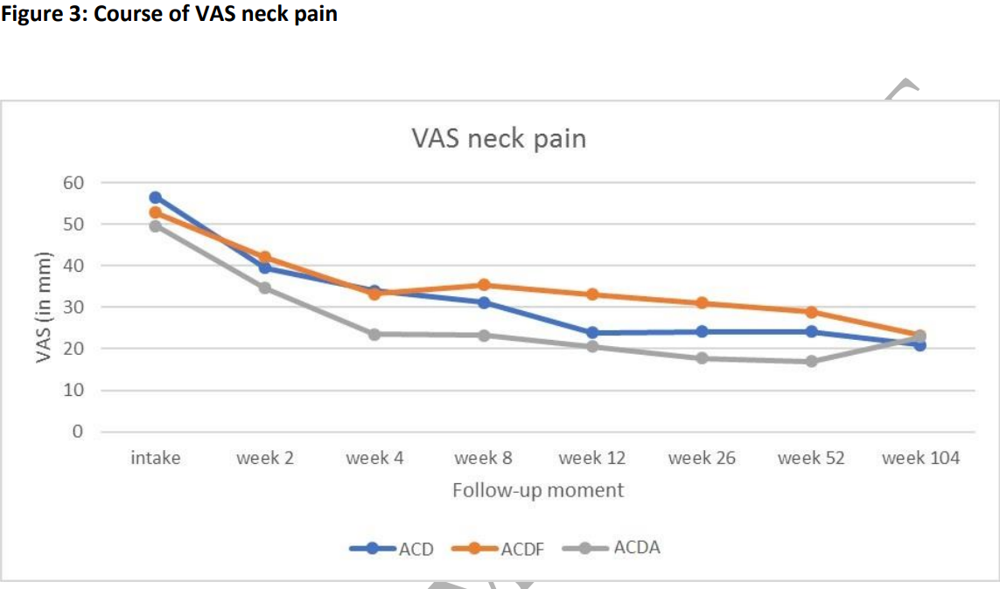 Figure 3: Course of VAS neck pain
VAS neck pain
VAS (in mm)
60
50
40
30
20
10
0
intake week 2 week 4 week 8 week 12 week 26 week 52 week 104
Follow-up moment
ACD ACDF ACDA